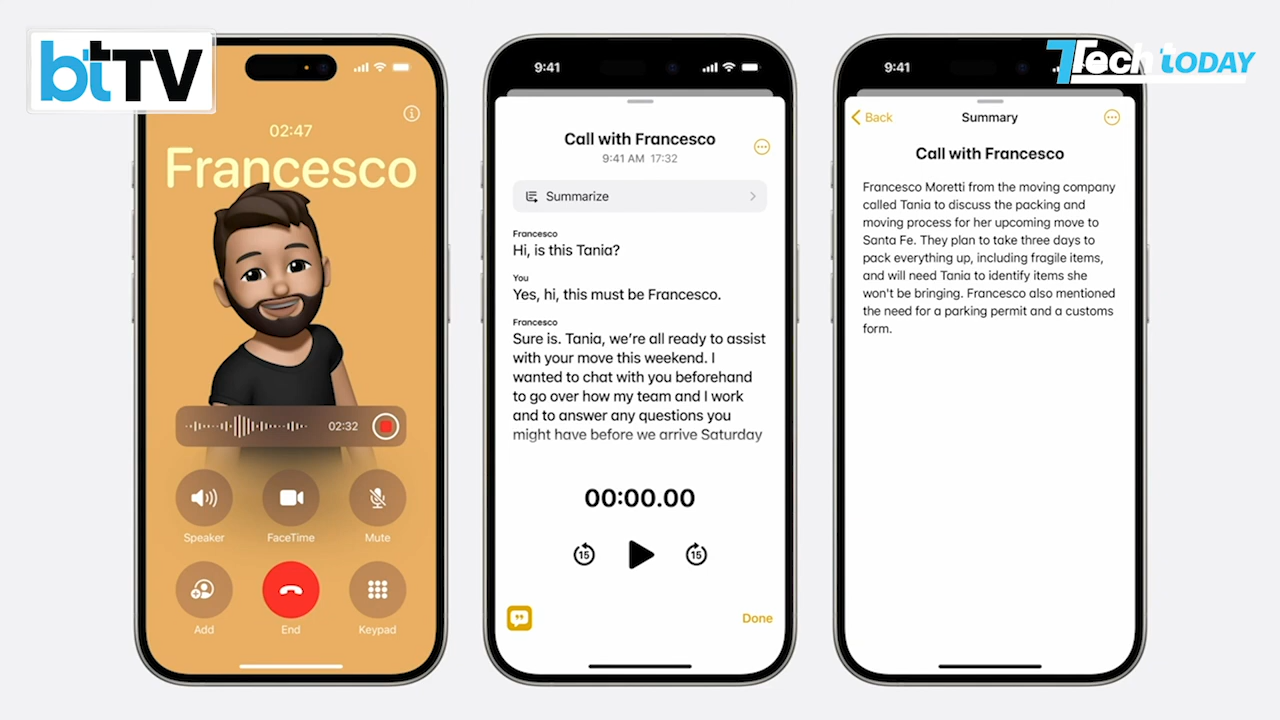 btTV
Tech tODAY
02:47
Francesco
02:32
Speaker
FaceTime
Mute
Add
End
Keypad
9:41
Call with Francesco
9:41 AM 17:32
Summarize
Francesco
Hi, is this Tania?
You
Yes, hi, this must be Francesco.
Francesco
Sure is. Tania, we're all ready to assist
with your move this weekend. I
wanted to chat with you beforehand
to go over how my team and I work
and to answer any questions you
might have before we arrive Saturday
00:00.00
15
15
Done
9:41
Back
Summary
Call with Francesco
Francesco Moretti from the moving company
called Tania to discuss the packing and
moving process for her upcoming move to
Santa Fe. They plan to take three days to
pack everything up, including fragile items,
and will need Tania to identify items she
won't be bringing. Francesco also mentioned
the need for a parking permit and a customs
form.